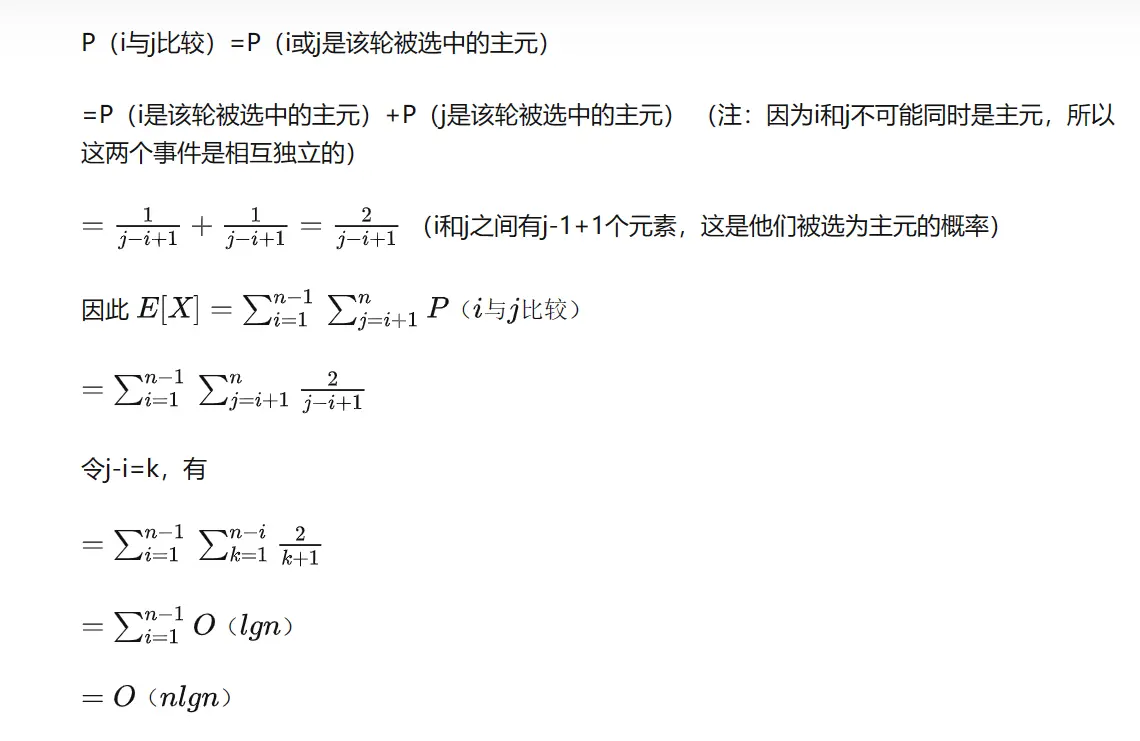 P（i与j比较）=P（i或j是该轮被选中的主元）
=P（i是该轮被选中的主元）+P（j是该轮被选中的主元）（注：因为i和j不可能同时是主元，所以
这两个事件是相互独立的）
= \frac{1}{j-i+1} + \frac{1}{j-i+1} = \frac{2}{j-i+1}（i和j之间有j-1+1个元素，这是他们被选为主元的概率）
因此 E[X] = \sum_{i=1}^{n-1} \sum_{j=i+1}^{n} P（i与j比较）
= \sum_{i=1}^{n-1} \sum_{j=i+1}^{n} \frac{2}{j-i+1}
令j-i=k，有
= \sum_{i=1}^{n-1} \sum_{k=1}^{n-i} \frac{2}{k+1}
= \sum_{i=1}^{n-1} O（lgn）
= O（nlgn）